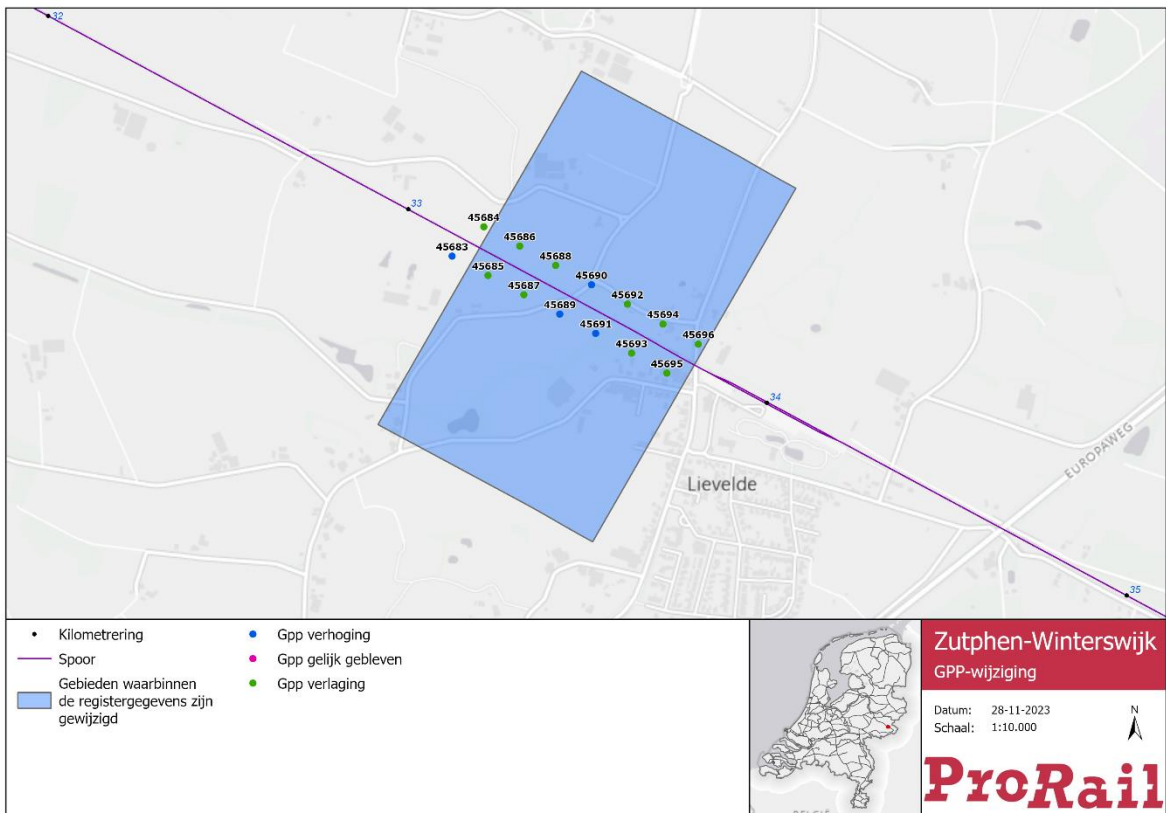 32
33
45684
45683
45686
45688
45685
45690
45687
45692
45689
45694
45691
45696
45693
45695
34
Lievelde
EUROPAWEG
35
Kilometrering
Spoor
Gebieden waarbinnen
de registergegevens zijn
gewijzigd
Gpp verhoging
Gpp gelijk gebleven
Gpp verlaging
BELGIË
Zutphen-Winterswijk
GPP-wijziging
Datum: 28-11-2023
Schaal: 1:10.000
N
ProRail